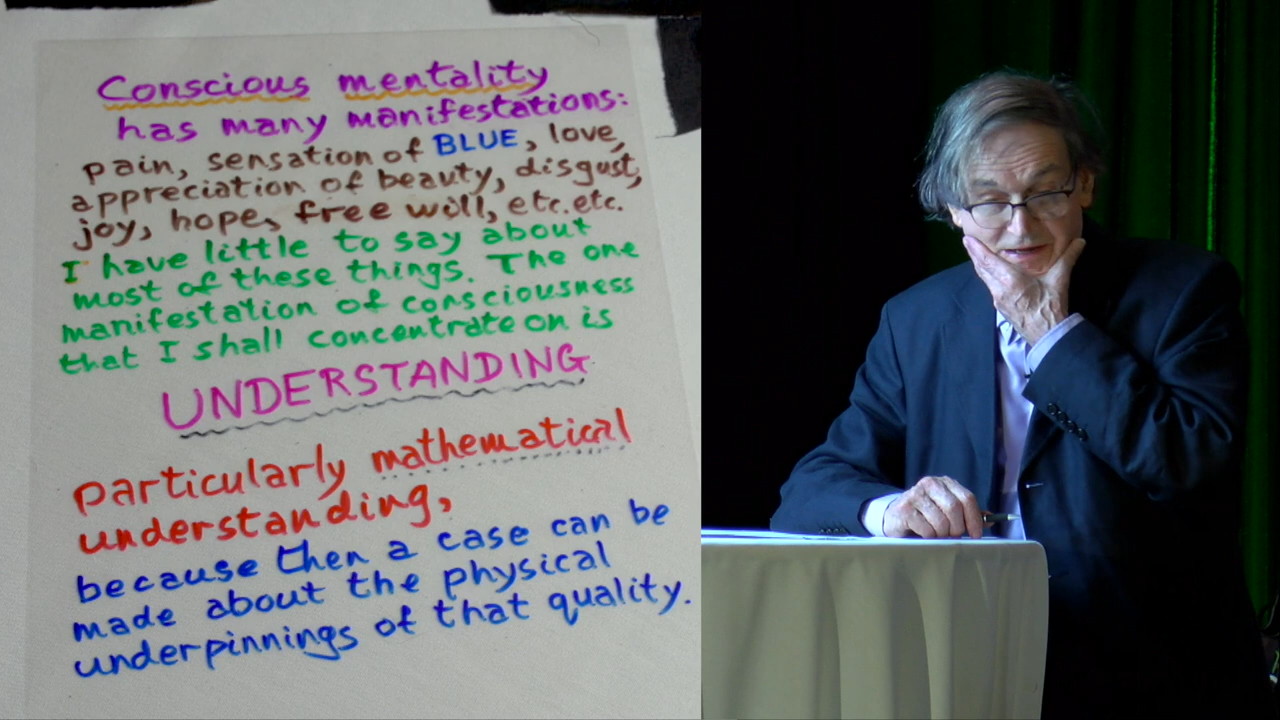 Conscious mentality
has many manifestations:
pain, sensation of BLUE, love,
appreciation of beauty, disgust,
joy, hope, free will, etc. etc.
I have little to say about
most of these things. The one
manifestation of consciousness
that I shall concentrate on is
UNDERSTANDING
particularly mathematical
understanding,
because then a case can be
made about the physical
underpinnings of that quality.